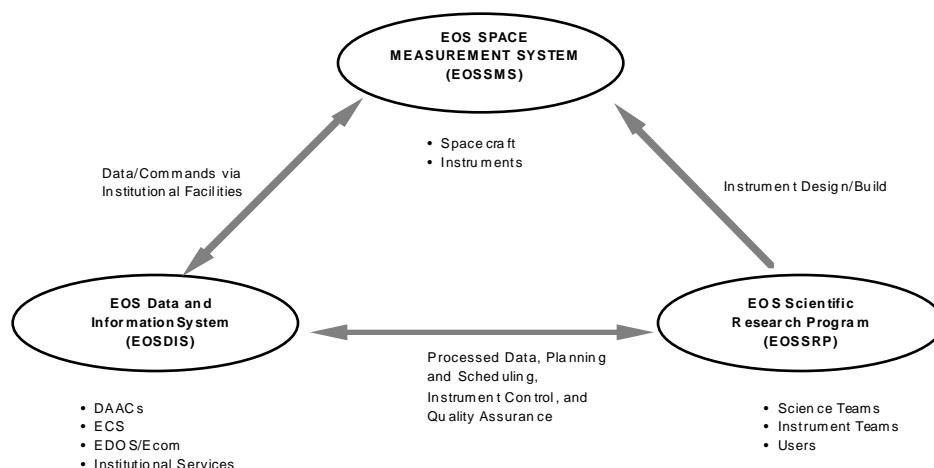 EOS SPACE
MEASUREMENT SYSTEM
(EOSSMS)
• Spacecraft
• Instruments
Data/Commands via
Institutional Facilities
Instrument Design/Build
EOS Data and
Information System
(EOSDIS)
EOS Scientific
Research Program
(EOSSRP)
Processed Data, Planning
and Scheduling,
Instrument Control, and
Quality Assurance
• DAACs
• ECS
• EDOS/Ecom
• Institutional Services
• Science Teams
• Instrument Teams
• Users